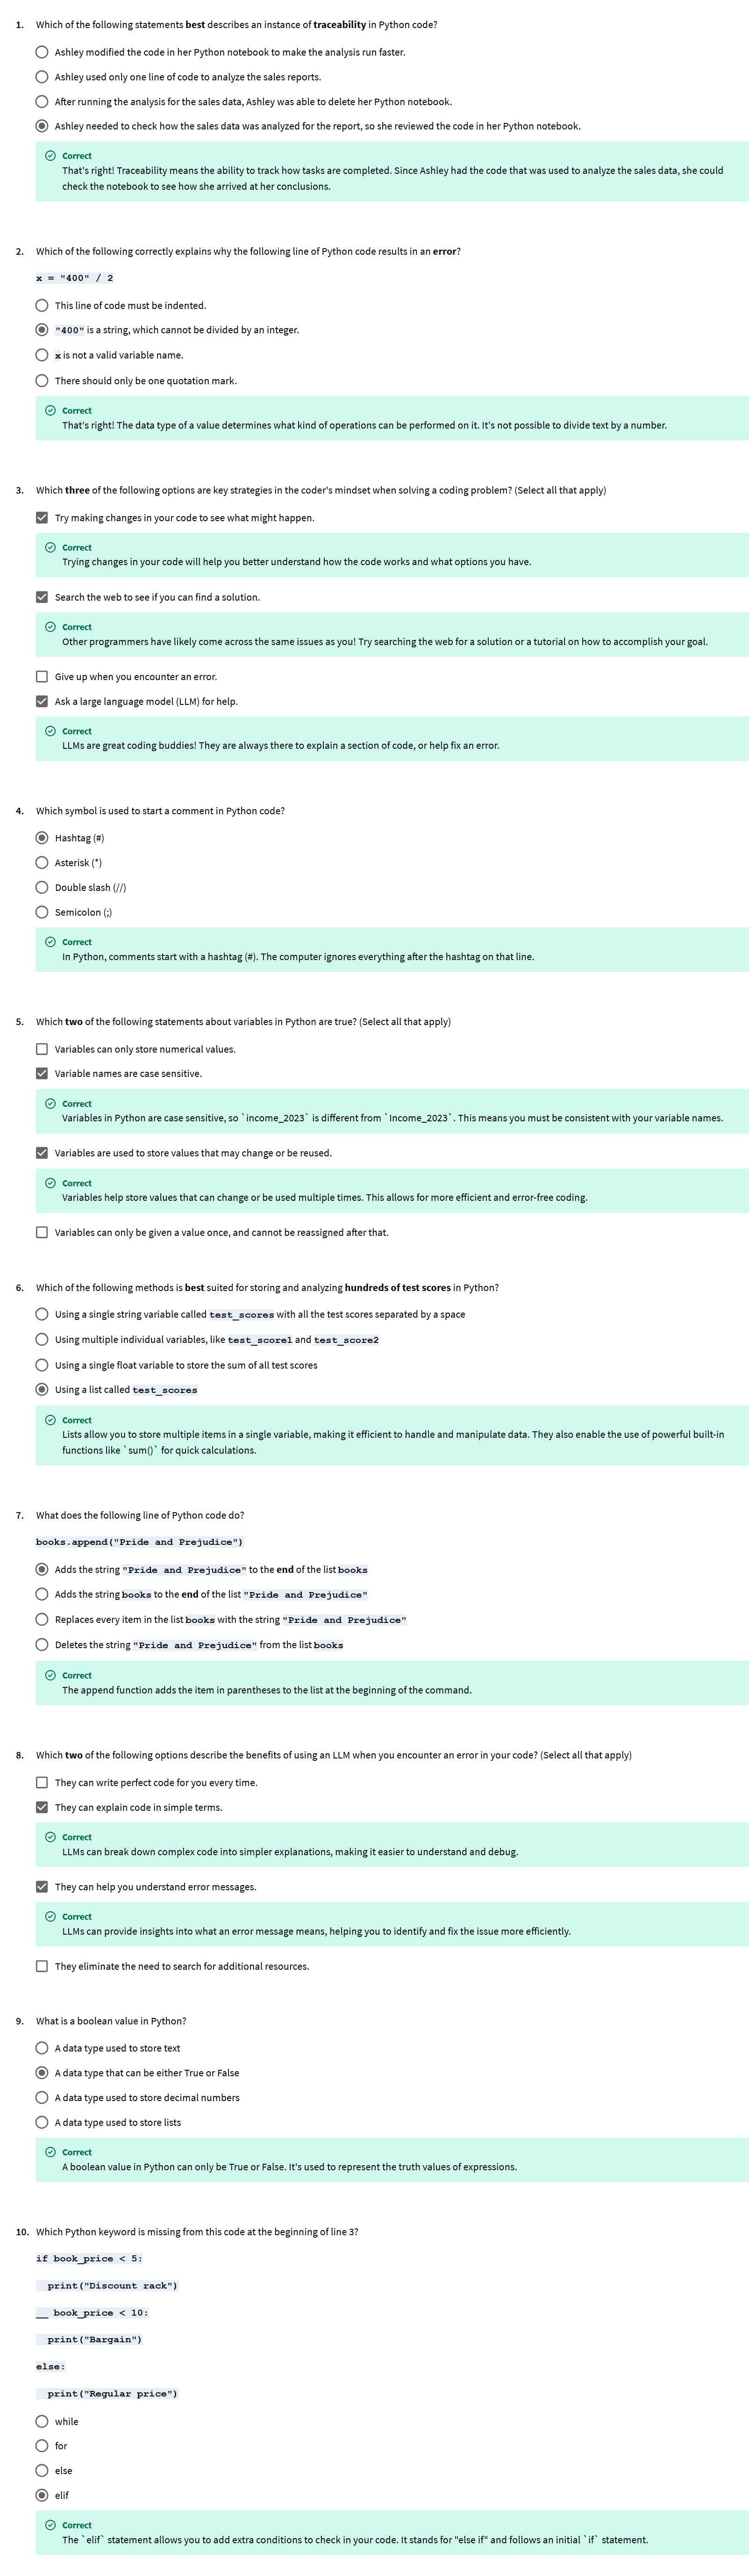 1. Which of the following statements best describes an instance of traceability in Python code?
Ashley modified the code in her Python notebook to make the analysis run faster.
Ashley used only one line of code to analyze the sales reports.
After running the analysis for the sales data, Ashley was able to delete her Python notebook.
Ashley needed to check how the sales data was analyzed for the report, so she reviewed the code in her Python notebook.
Correct
That's right! Traceability means the ability to track how tasks are completed. Since Ashley had the code that was used to analyze the sales data, she could
check the notebook to see how she arrived at her conclusions.
2. Which of the following correctly explains why the following line of Python code results in an error?
x = "400" / 2
This line of code must be indented.
"400" is a string, which cannot be divided by an integer.
x is not a valid variable name.
There should only be one quotation mark.
Correct
That's right! The data type of a value determines what kind of operations can be performed on it. It's not possible to divide text by a number.
3. Which three of the following options are key strategies in the coder's mindset when solving a coding problem? (Select all that apply)
Try making changes in your code to see what might happen.
Correct
Trying changes in your code will help you better understand how the code works and what options you have.
Search the web to see if you can find a solution.
Correct
Other programmers have likely come across the same issues as you! Try searching the web for a solution or a tutorial on how to accomplish your goal.
Give up when you encounter an error.
Ask a large language model (LLM) for help.
Correct
LLMs are great coding buddies! They are always there to explain a section of code, or help fix an error.
4. Which symbol is used to start a comment in Python code?
Hashtag (#)
Asterisk (*)
Double slash (//)
Semicolon (;)
Correct
In Python, comments start with a hashtag (#). The computer ignores everything after the hashtag on that line.
5. Which two of the following statements about variables in Python are true? (Select all that apply)
Variables can only store numerical values.
Variable names are case sensitive.
Correct
Variables in Python are case sensitive, so `income_2023` is different from `Income_2023`. This means you must be consistent with your variable names.
Variables are used to store values that may change or be reused.
Correct
Variables help store values that can change or be used multiple times. This allows for more efficient and error-free coding.
Variables can only be given a value once, and cannot be reassigned after that.
6. Which of the following methods is best suited for storing and analyzing hundreds of test scores in Python?
Using a single string variable called test_scores with all the test scores separated by a space
Using multiple individual variables, like test_score1 and test_score2
Using a single float variable to store the sum of all test scores
Using a list called test_scores
Correct
Lists allow you to store multiple items in a single variable, making it efficient to handle and manipulate data. They also enable the use of powerful built-in
functions like `sum()` for quick calculations.
7. What does the following line of Python code do?
books.append("Pride and Prejudice")
Adds the string "Pride and Prejudice" to the end of the list books
Adds the string books to the end of the list "Pride and Prejudice"
Replaces every item in the list books with the string "Pride and Prejudice"
Deletes the string "Pride and Prejudice" from the list books
Correct
The append function adds the item in parentheses to the list at the beginning of the command.
8. Which two of the following options describe the benefits of using an LLM when you encounter an error in your code? (Select all that apply)
They can write perfect code for you every time.
They can explain code in simple terms.
Correct
LLMs can break down complex code into simpler explanations, making it easier to understand and debug.
They can help you understand error messages.
Correct
LLMs can provide insights into what an error message means, helping you to identify and fix the issue more efficiently.
They eliminate the need to search for additional resources.
9. What is a boolean value in Python?
A data type used to store text
A data type that can be either True or False
A data type used to store decimal numbers
A data type used to store lists
Correct
A boolean value in Python can only be True or False. It's used to represent the truth values of expressions.
10. Which Python keyword is missing from this code at the beginning of line 3?
if book_price < 5:
print("Discount rack")
__ book_price < 10:
print("Bargain")
else:
print("Regular price")
while
for
else
elif
Correct
The `elif` statement allows you to add extra conditions to check in your code. It stands for "else if" and follows an initial `if` statement.